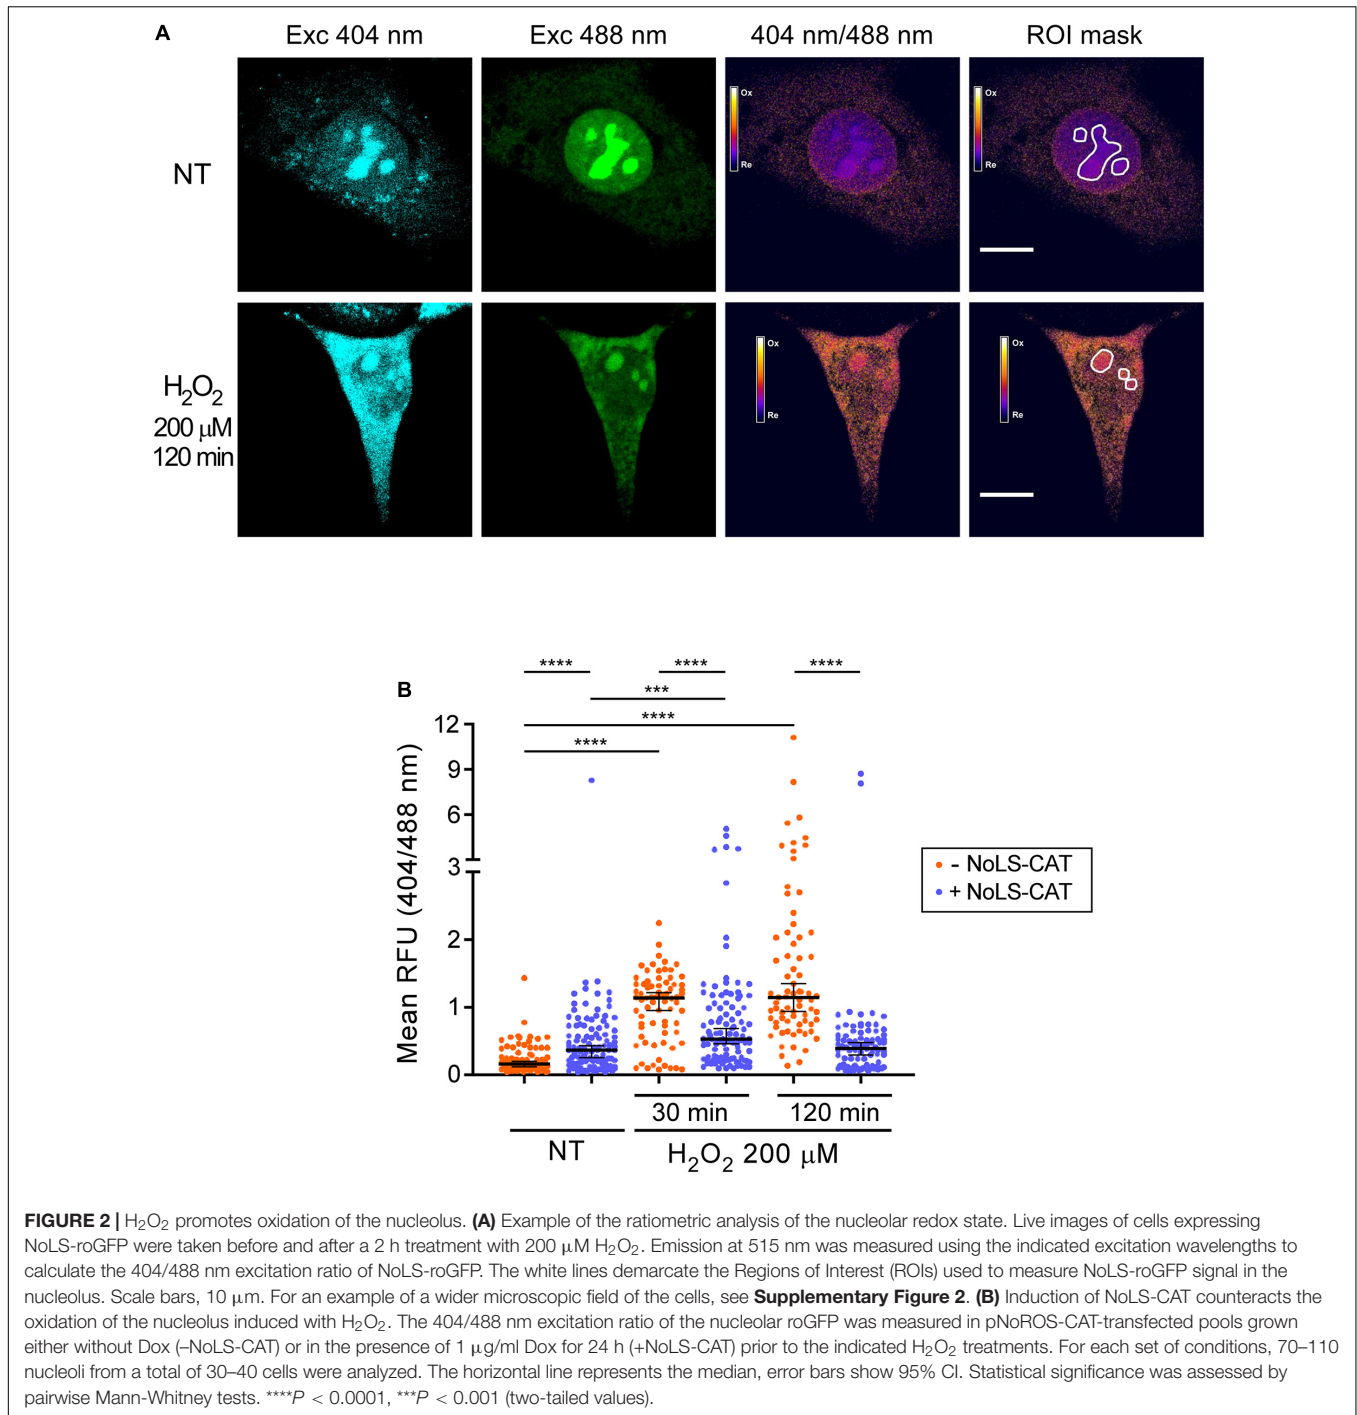 A
Exc 404 nm Exc 488 nm 404 nm/488 nm ROI mask
NT
Ox
Re
Ox
Re
H₂O₂
200 µM
120 min
Ox
Re
Ox
Re
B
**** **** ****
***
****
****
Mean RFU (404/488 nm)
12
9
6
3
3
2
1
0
- NoLS-CAT
+ NoLS-CAT
30 min 120 min
NT H₂O₂ 200 µM
FIGURE 2 | H₂O₂ promotes oxidation of the nucleolus. (A) Example of the ratiometric analysis of the nucleolar redox state. Live images of cells expressing
NoLS-roGFP were taken before and after a 2 h treatment with 200 µM H₂O₂. Emission at 515 nm was measured using the indicated excitation wavelengths to
calculate the 404/488 nm excitation ratio of NoLS-roGFP. The white lines demarcate the Regions of Interest (ROIs) used to measure NoLS-roGFP signal in the
nucleolus. Scale bars, 10 µm. For an example of a wider microscopic field of the cells, see Supplementary Figure 2. (B) Induction of NoLS-CAT counteracts the
oxidation of the nucleolus induced with H₂O₂. The 404/488 nm excitation ratio of the nucleolar roGFP was measured in pNoROS-CAT-transfected pools grown
either without Dox (–NoLS-CAT) or in the presence of 1 µg/ml Dox for 24 h (+NoLS-CAT) prior to the indicated H₂O₂ treatments. For each set of conditions, 70–110
nucleoli from a total of 30–40 cells were analyzed. The horizontal line represents the median, error bars show 95% CI. Statistical significance was assessed by
pairwise Mann-Whitney tests. ****P < 0.0001, ***P < 0.001 (two-tailed values).